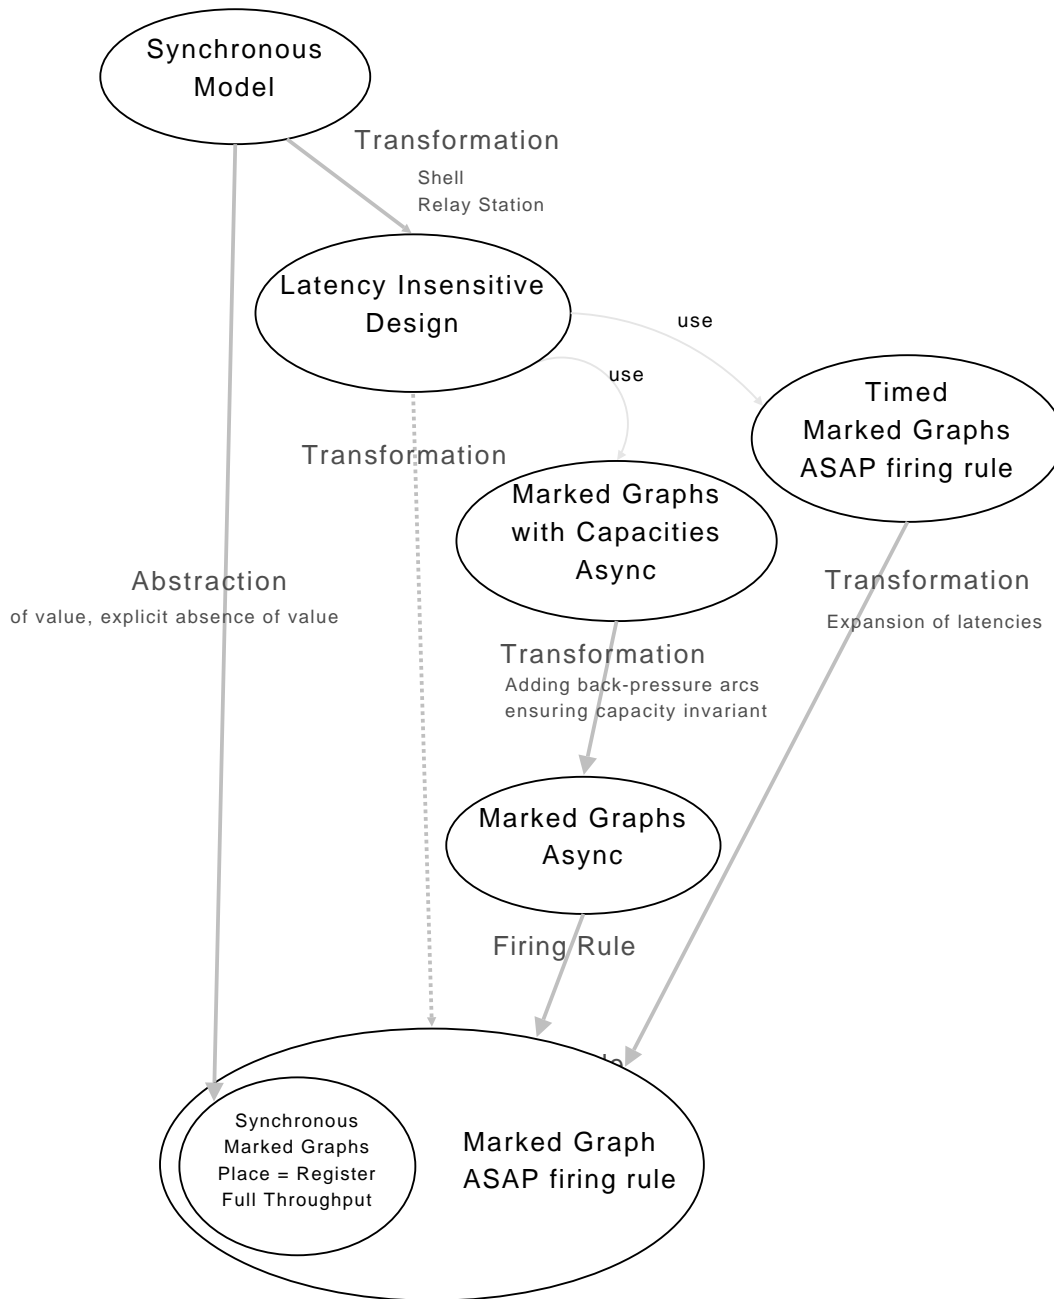 Synchronous
Model
Transformation
Shell
Relay Station
Latency Insensitive
Design
use
use
Timed
Marked Graphs
ASAP firing rule
Transformation
Marked Graphs
with Capacities
Async
Abstraction
of value, explicit absence of value
Transformation
Expansion of latencies
Transformation
Adding back-pressure arcs
ensuring capacity invariant
Marked Graphs
Async
Firing Rule
Synchronous
Marked Graphs
Place = Register
Full Throughput
Marked Graph
ASAP firing rule